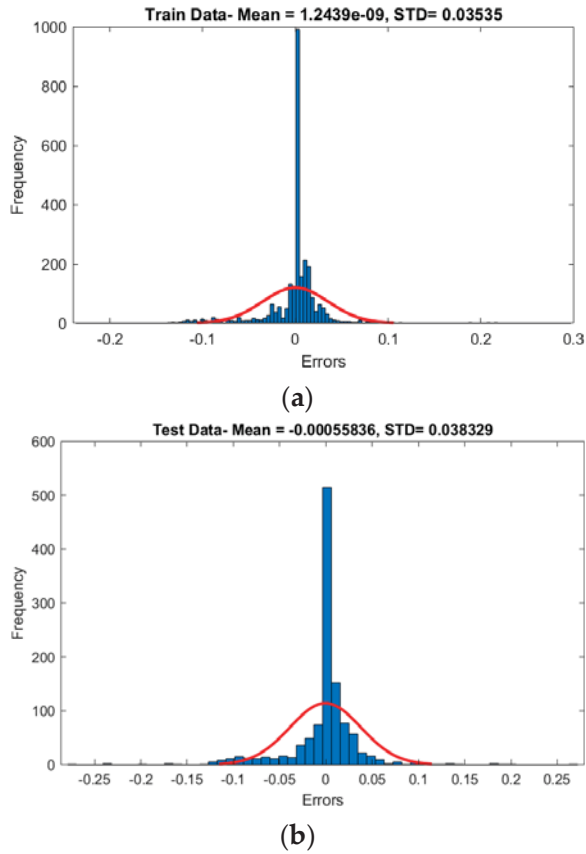 Train Data- Mean = 1.2439e-09, STD= 0.03535
1000
800
600
400
200
0
Frequency
-0.2 -0.1 0 0.1 0.2 0.3
Errors
(a)
Test Data- Mean = -0.00055836, STD= 0.038329
600
500
400
300
200
100
0
Frequency
-0.25 -0.2 -0.15 -0.1 -0.05 0 0.05 0.1 0.15 0.2 0.25
Errors
(b)